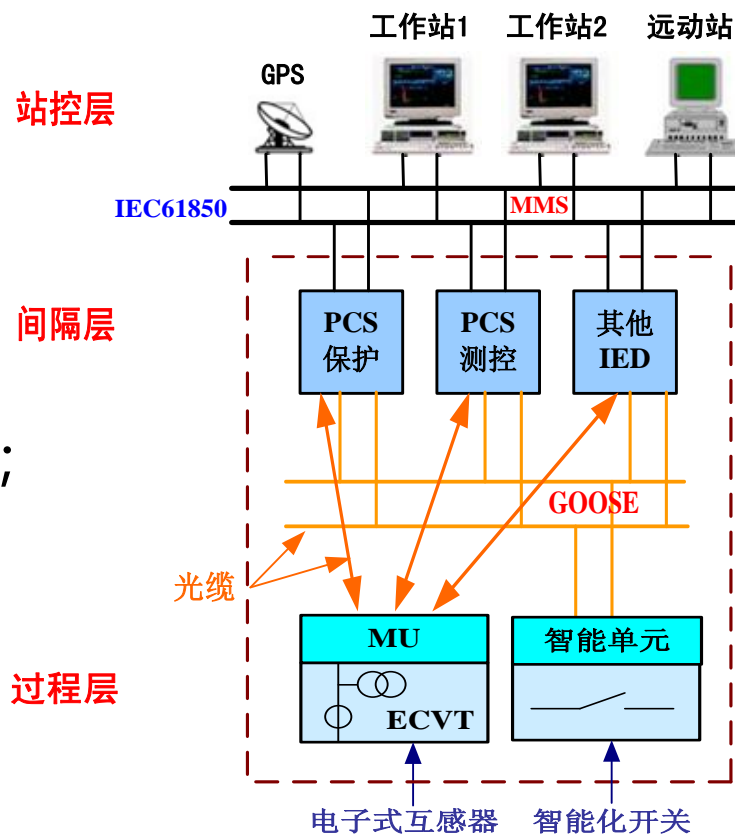 工作站1 工作站2 远动站
GPS
站控层
IEC61850
MMS
间隔层
PCS
保护
PCS
测控
其他
IED
;
GOOSE
光缆
MU
智能单元
过程层
ECVT
电子式互感器 智能化开关